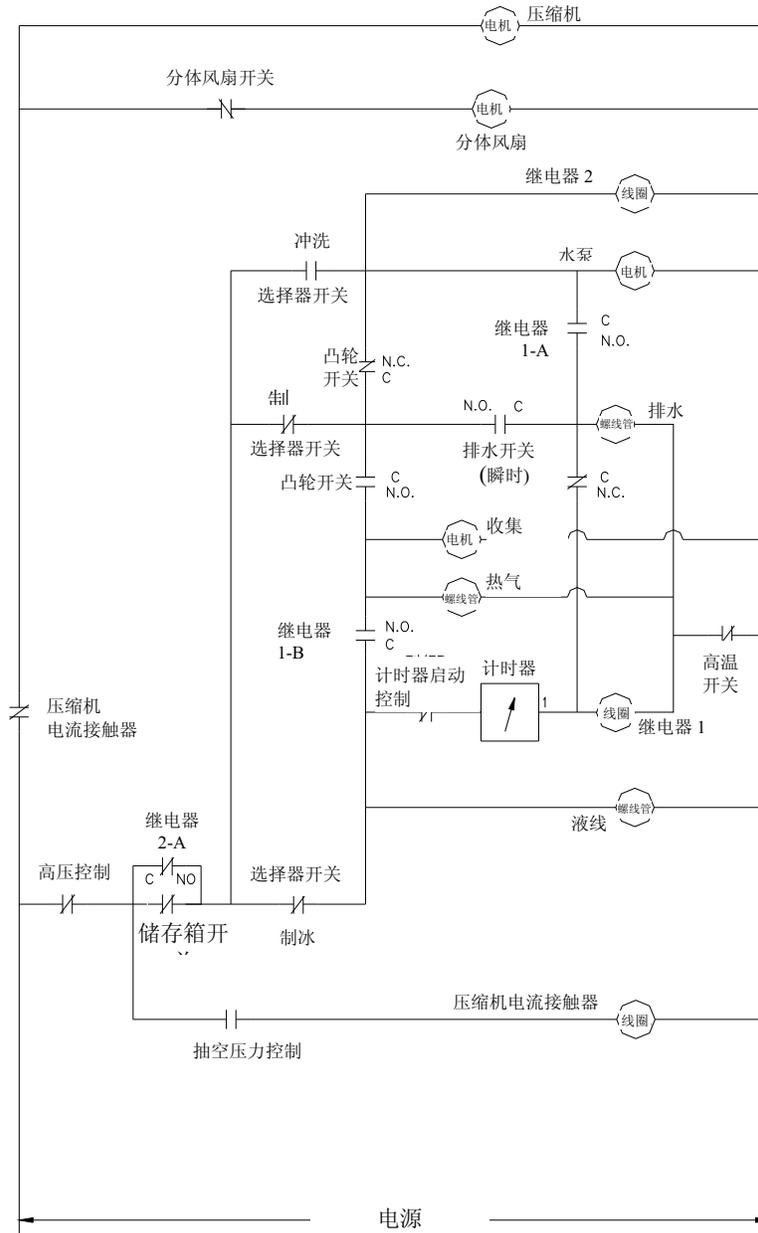 压缩机
电机
分体风扇开关
电机
分体风扇
继电器 2
线圈
冲洗
选择器开关
水泵
电机
继电器
1-A
C
N.O.
凸轮
开关
N.C.
C
制
选择器开关
N.O.
C
排水开关
(瞬时)
螺线管
排水
凸轮开关
C
N.O.
C
N.C.
电机
收集
螺线管
热气
继电器
1-B
N.O.
C
计时器启动
控制
计时器
1
线圈
继电器 1
高温
开关
压缩机
电流接触器
螺线管
液线
继电器
2-A
C
NO
高压控制
储存箱开
选择器开关
制冰
压缩机电流接触器
线圈
抽空压力控制
电源